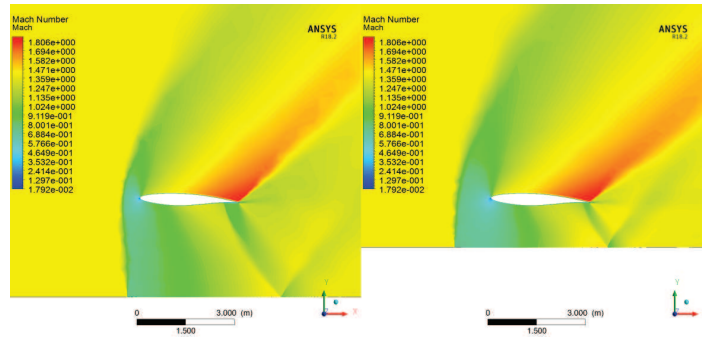 Mach Number
Mach
ANSYS
R18.2
1.806e+000
1.694e+000
1.582e+000
1.471e+000
1.359e+000
1.247e+000
1.135e+000
1.024e+000
9.119e-001
8.001e-001
6.884e-001
5.766e-001
4.649e-001
3.532e-001
2.414e-001
1.297e-001
1.792e-002
Y
X
0
3.000 (m)
1.500
Mach Number
Mach
ANSYS
R18.2
1.806e+000
1.694e+000
1.582e+000
1.471e+000
1.359e+000
1.247e+000
1.135e+000
1.024e+000
9.119e-001
8.001e-001
6.884e-001
5.766e-001
4.649e-001
3.532e-001
2.414e-001
1.297e-001
1.792e-002
Y
X
0
3.000 (m)
1.500